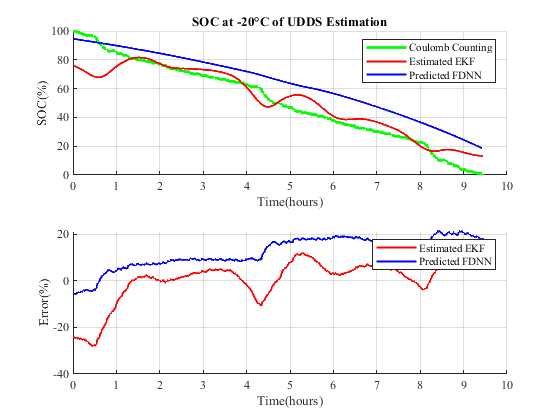 SOC at -20°C of UDDS Estimation
100
80
60
40
20
0
SOC(%)
Coulomb Counting
Estimated EKF
Predicted FDNN
0 1 2 3 4 5 6 7 8 9 10
Time(hours)
20
0
-20
-40
Error(%)
Estimated EKF
Predicted FDNN
0 1 2 3 4 5 6 7 8 9 10
Time(hours)